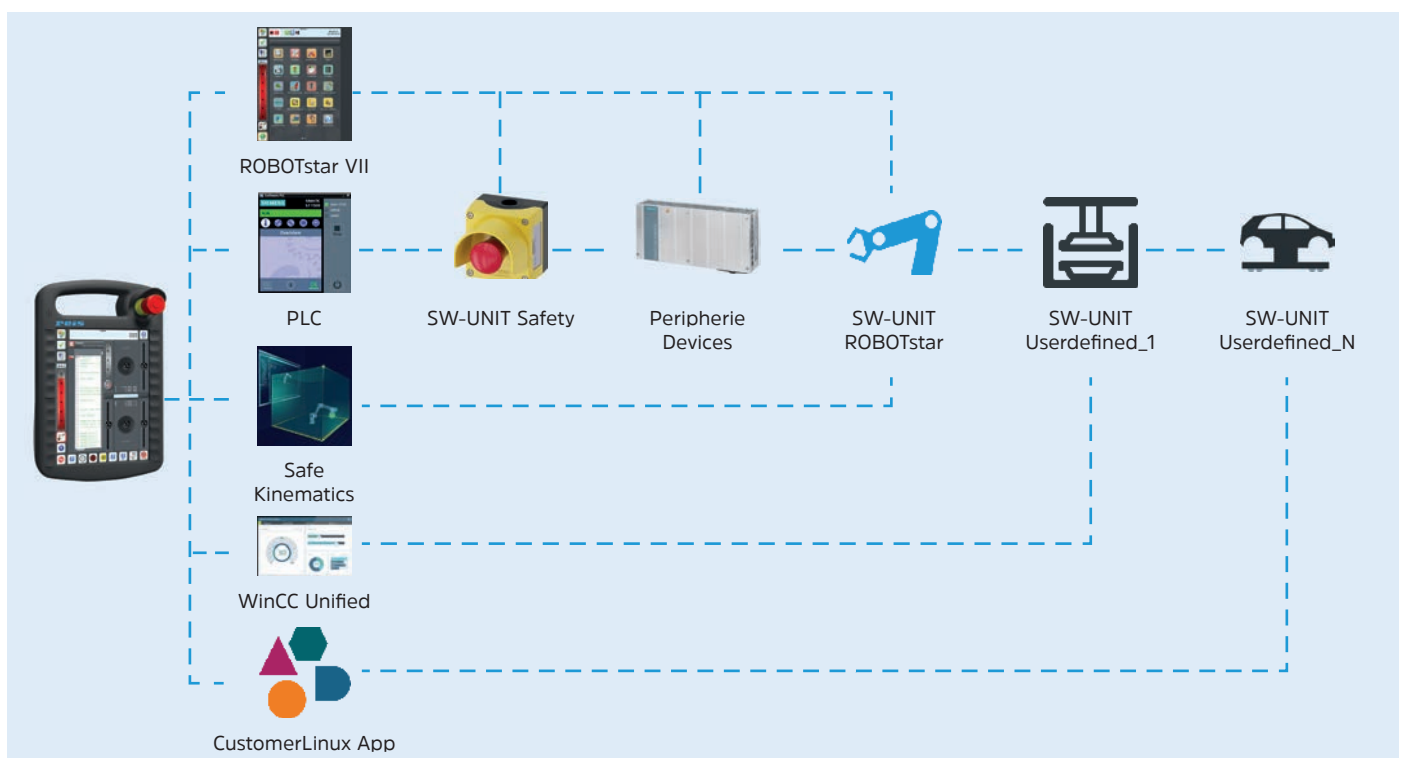 ROBOTstar VII
PLC
SW-UNIT Safety
Peripherie
Devices
SW-UNIT
ROBOTstar
SW-UNIT
Userdefined_1
SW-UNIT
Userdefined_N
Safe
Kinematics
WinCC Unified
CustomerLinux App